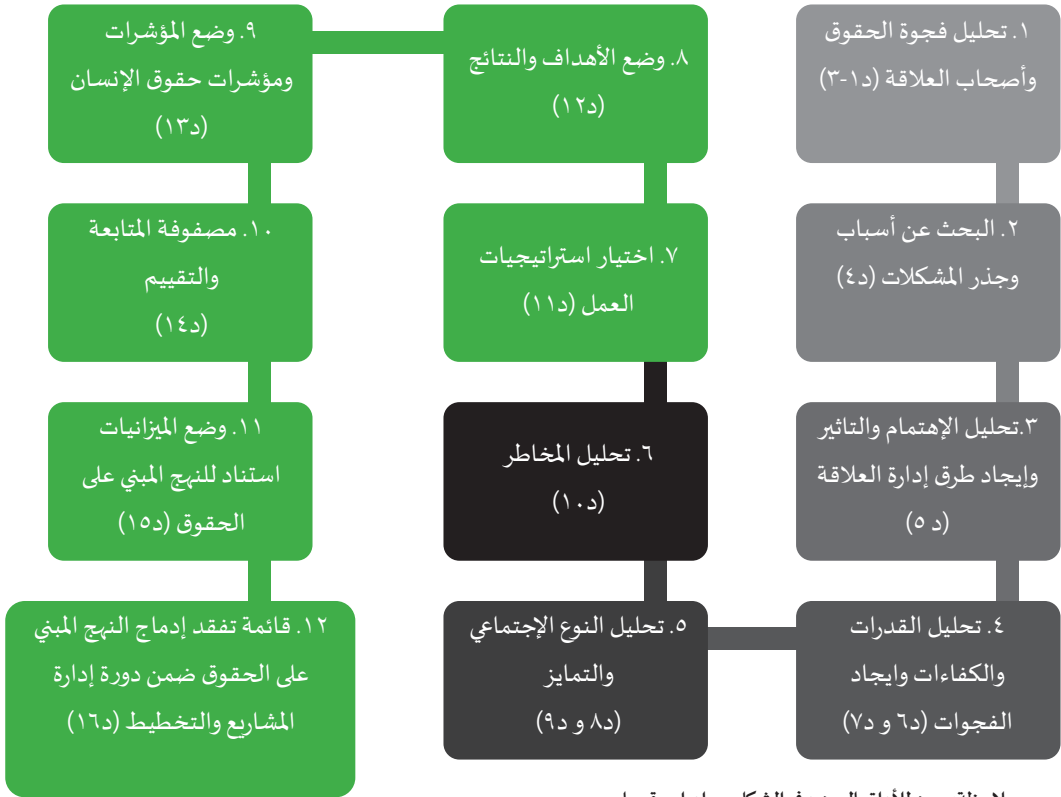 ١. تحليل فجوة الحقوق
وأصحاب العلاقة (د١-٣)
٢. البحث عن أسباب
وجذر المشكلات (د٤)
٣.تحليل الإهتمام والتاثير
وإيجاد طرق إدارة العلاقة
(د ٥)
٤. تحليل القدرات
والكفاءات وايجاد
الفجوات (د٦ و د٧)
٥. تحليل النوع الإجتماعي
والتمايز
(د٨ و د٩)
٦. تحليل المخاطر
(د١٠)
٧. اختيار استراتيجيات
العمل (د١١)
٨. وضع الأهداف والنتائج
(د١٢)
٩. وضع المؤشرات
ومؤشرات حقوق الإنسان
(د١٣)
١٠. مصفوفة المتابعة
والتقييم
(د١٤)
١١. وضع الميزانيات
استناد للنهج المبني على
الحقوق (د١٥)
١٢. قائمة تفقد إدماج النهج المبني
على الحقوق ضمن دورة إدارة
المشاريع والتخطيط (د١٦)